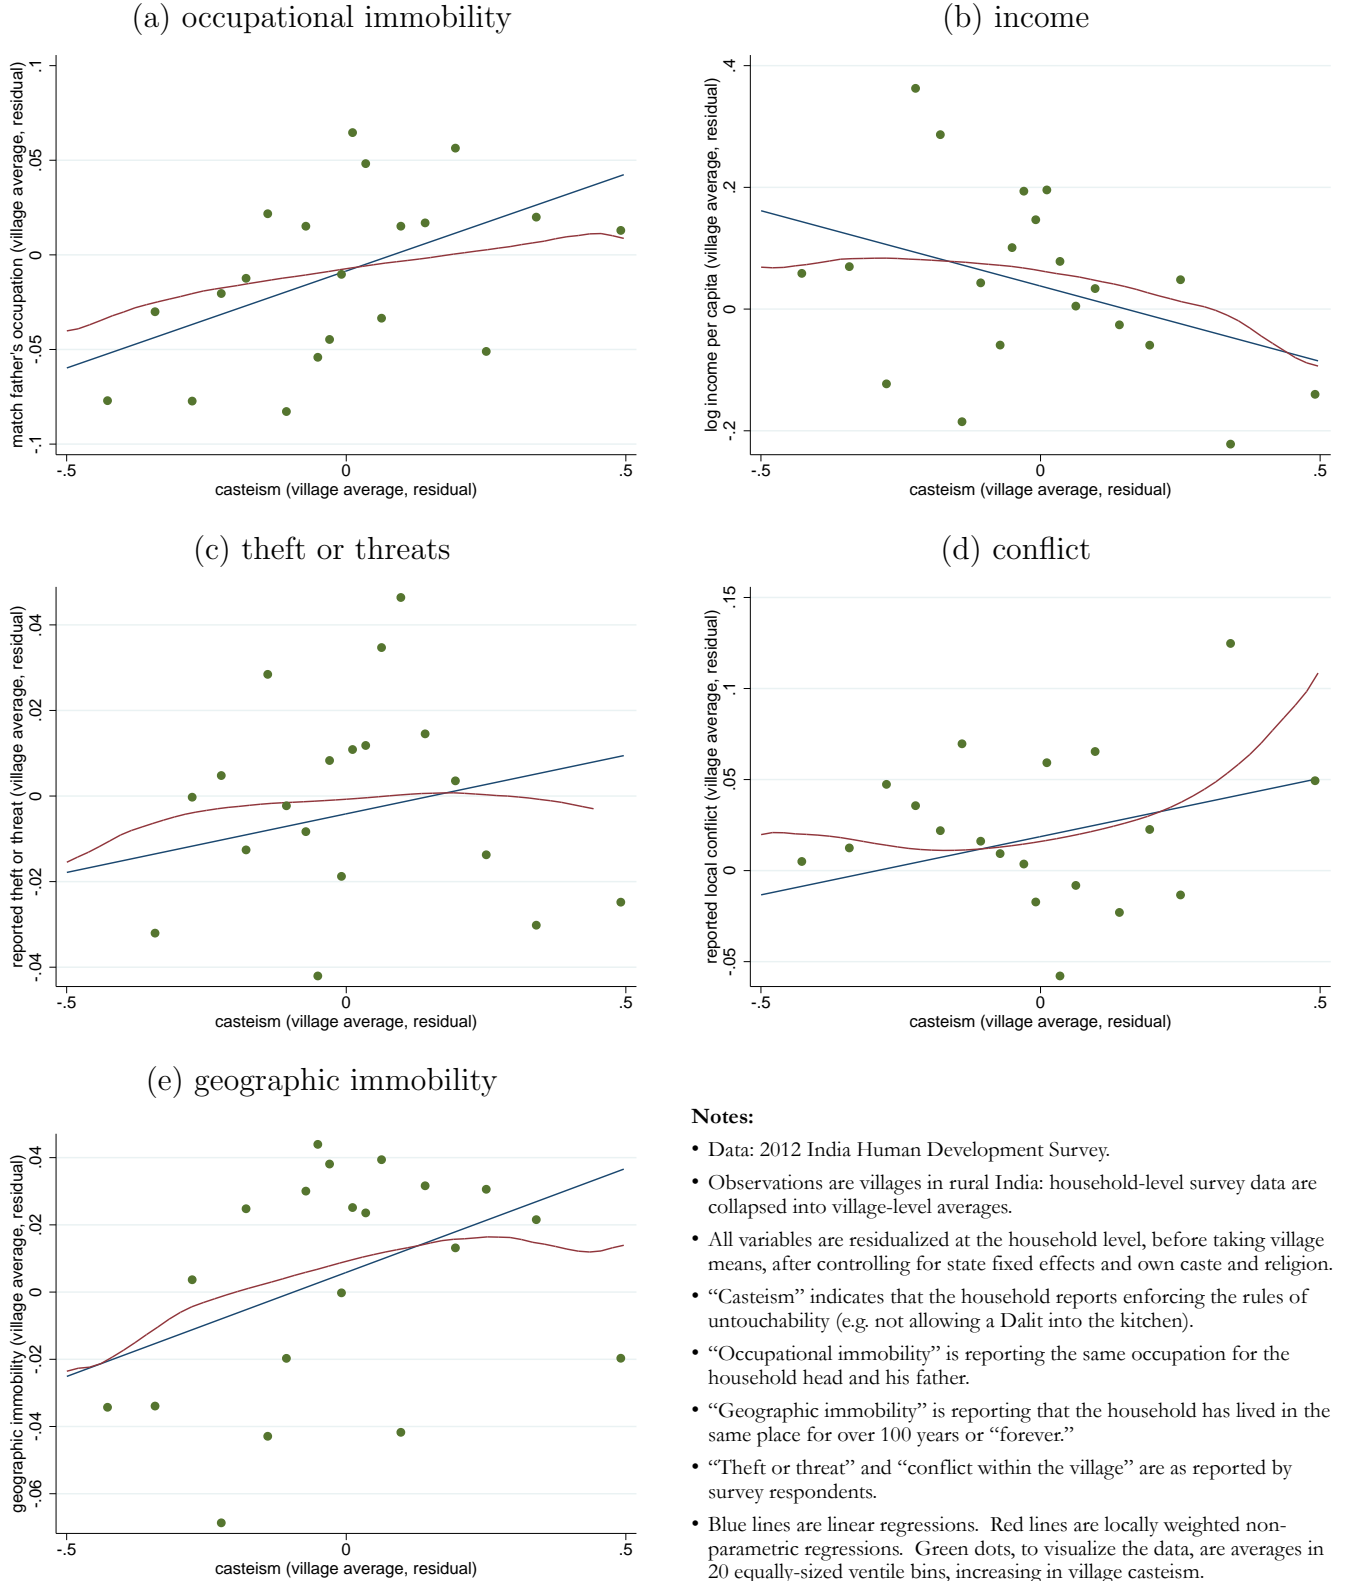 (a) occupational immobility
match father's occupation (village average, residual)
.1
.05
0
-.05
-.1
-.5
0
.5
casteism (village average, residual)
(b) income
log income per capita (village average, residual)
.4
.2
0
-.2
-.5
0
.5
casteism (village average, residual)
(c) theft or threats
reported theft or threat (village average, residual)
.04
.02
0
-.02
-.04
-.5
0
.5
casteism (village average, residual)
(d) conflict
reported local conflict (village average, residual)
.15
.1
.05
0
-.05
-.5
0
.5
casteism (village average, residual)
(e) geographic immobility
geographic immobility (village average, residual)
.04
.02
0
-.02
-.04
-.06
-.5
0
.5
casteism (village average, residual)
Notes:
• Data: 2012 India Human Development Survey.
• Observations are villages in rural India: household-level survey data are
collapsed into village-level averages.
• All variables are residualized at the household level, before taking village
means, after controlling for state fixed effects and own caste and religion.
• “Casteism” indicates that the household reports enforcing the rules of
untouchability (e.g. not allowing a Dalit into the kitchen).
• “Occupational immobility” is reporting the same occupation for the
household head and his father.
• “Geographic immobility” is reporting that the household has lived in the
same place for over 100 years or “forever.”
• “Theft or threat” and “conflict within the village” are as reported by
survey respondents.
• Blue lines are linear regressions.  Red lines are locally weighted non-
parametric regressions.  Green dots, to visualize the data, are averages in
20 equally-sized ventile bins, increasing in village casteism.